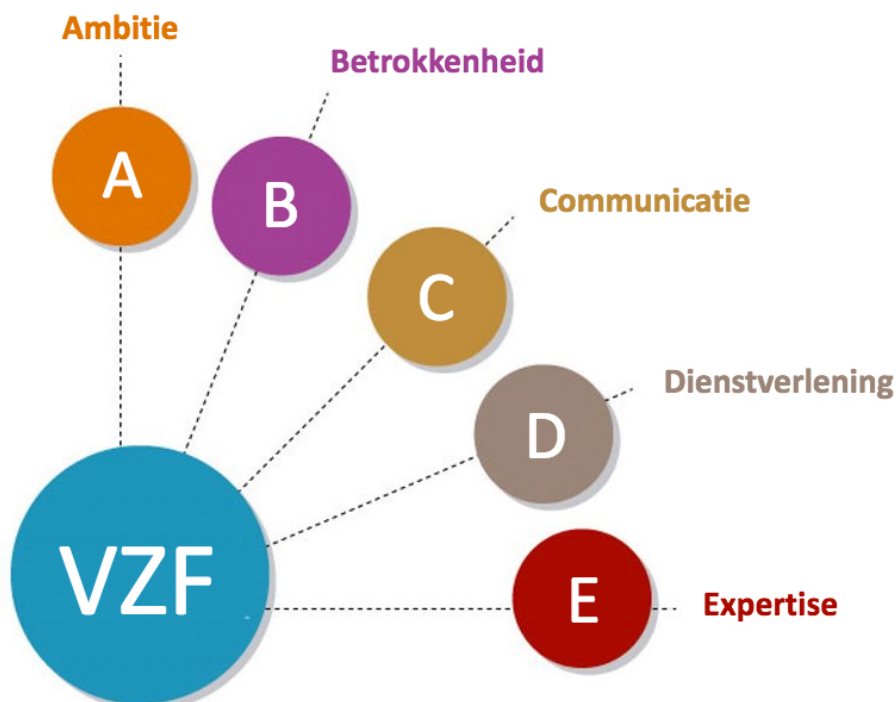 Ambitie
A
Betrokkenheid
B
Communicatie
C
Dienstverlening
D
Expertise
E
VZF